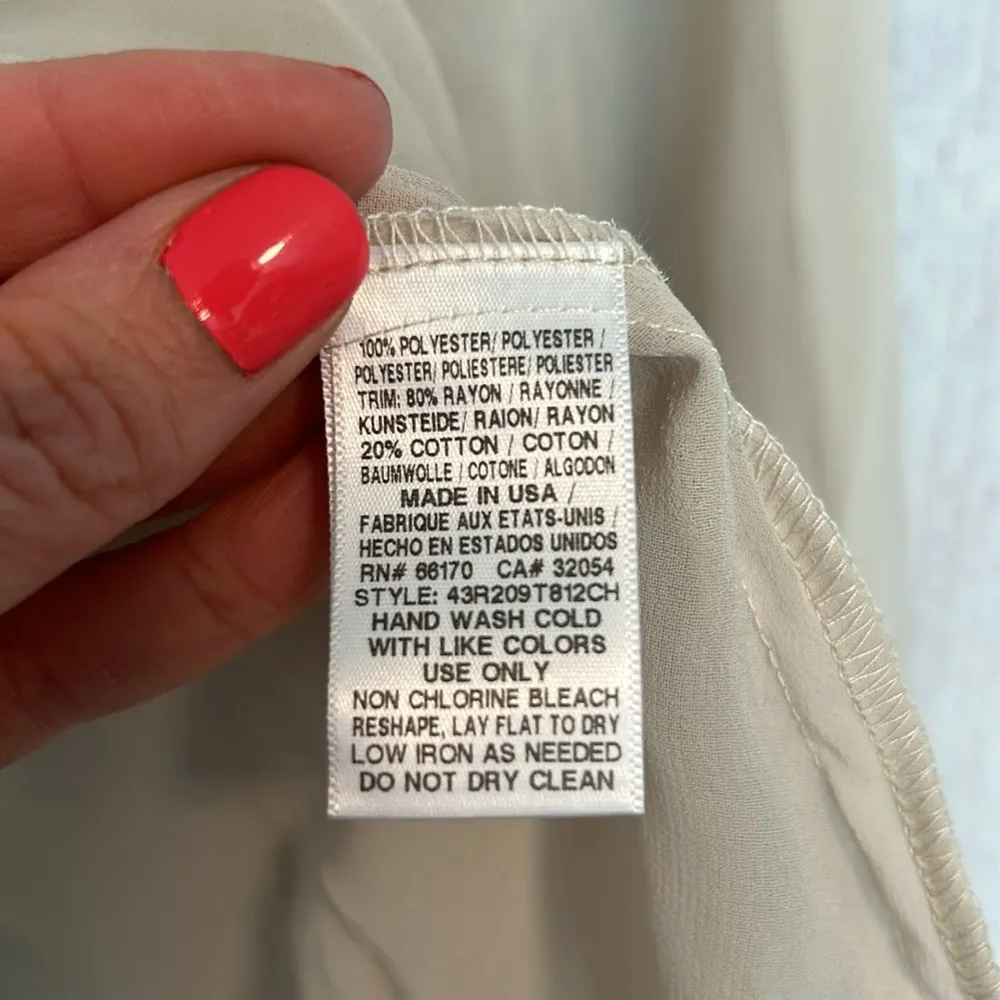 100% POLYESTER/ POLYESTER /
POLYESTER/ POLIESTERE/ POLIESTER
TRIM: 80% RAYON / RAYONNE /
KUNSTEIDE/ RAION/ RAYON
20% COTTON / COTON /
BAUMWOLLE / COTONE / ALGODON
MADE IN USA /
FABRIQUE AUX ETATS-UNIS /
HECHO EN ESTADOS UNIDOS
RN# 66170 CA# 32054
STYLE: 43R209T812CH
HAND WASH COLD
WITH LIKE COLORS
USE ONLY
NON CHLORINE BLEACH
RESHAPE, LAY FLAT TO DRY
LOW IRON AS NEEDED
DO NOT DRY CLEAN